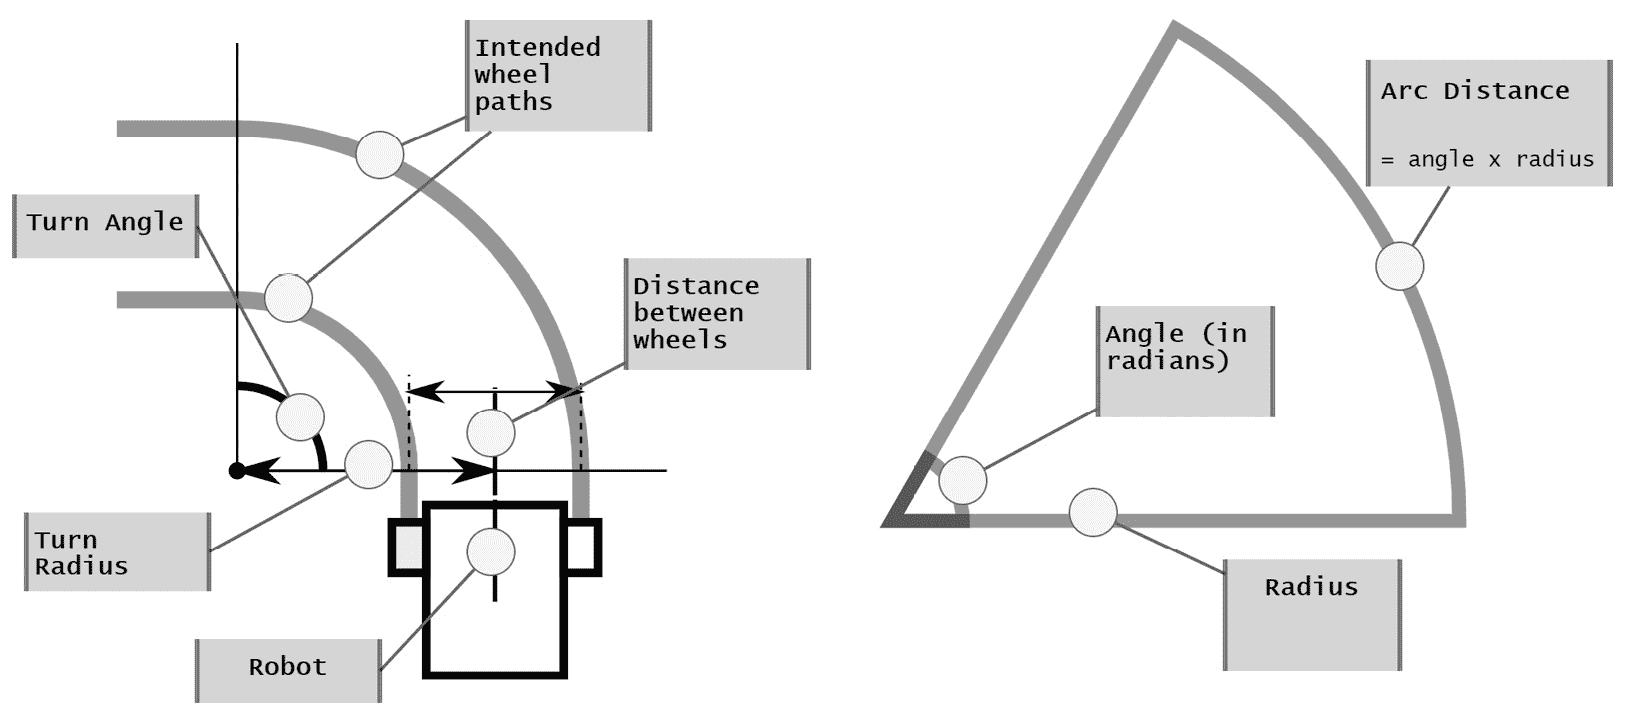 Intended
wheel
paths
Turn Angle
Distance
between
wheels
Turn
Radius
Robot
Arc Distance
= angle x radius
Angle (in
radians)
Radius